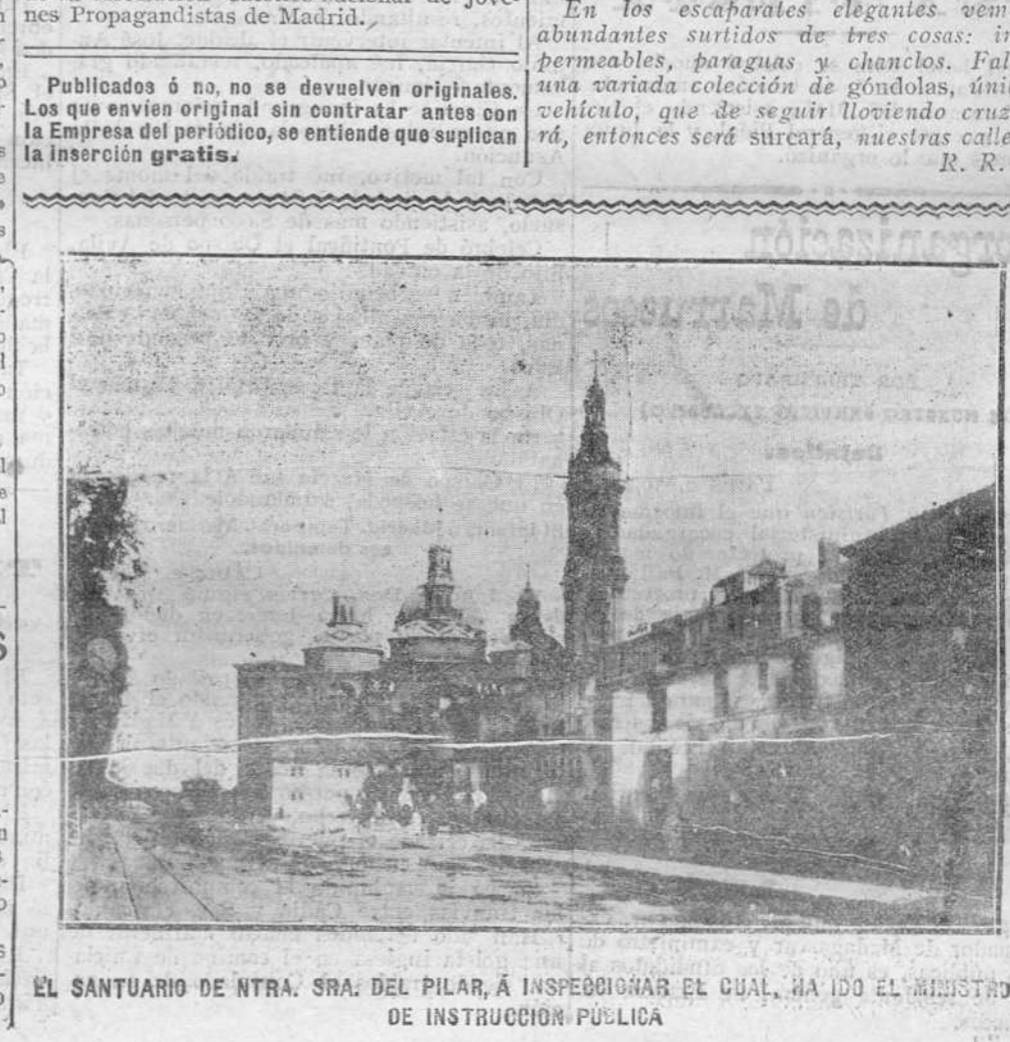 nes Propagandistas de Madrid.
Publicados ó no, no se devuelven originales.
Los que envíen original sin contratar antes con
la Empresa del periódico, se entiende que suplican
la inserción gratis.
En los escaparates elegantes vemos
abundantes surtidos de tres cosas: im
permeables, paraguas y chanclos. Fal
una variada colección de góndolas, úni
vehículo, que de seguir lloviendo cruz
rá, entonces será surcará, nuestras calle
R. R.
EL SANTUARIO DE NTRA. SRA. DEL PILAR, Á INSPECCIONAR EL CUAL, HA IDO EL MINISTRO
DE INSTRUCCIÓN PUBLICA